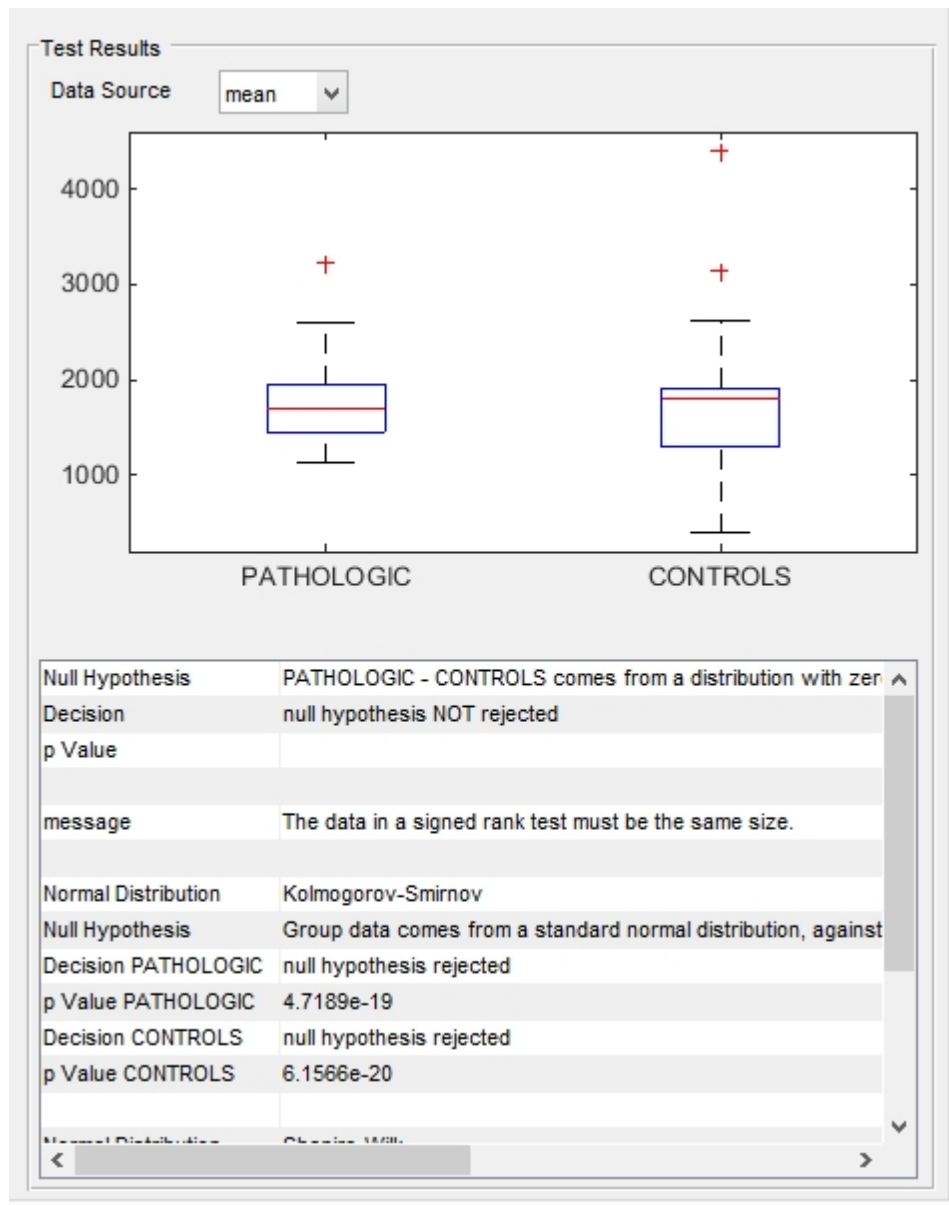 Test Results
Data Source mean
4000
3000
2000
1000
PATHOLOGIC CONTROLS
Null Hypothesis PATHOLOGIC - CONTROLS comes from a distribution with
Decision null hypothesis NOT rejected
p Value
message The data in a signed rank test must be the same size.
Normal Distribution Kolmogorov-Smirnov
Null Hypothesis Group data comes from a standard normal distribution, against
Decision PATHOLOGIC null hypothesis rejected
p Value PATHOLOGIC 4.7189e-19
Decision CONTROLS null hypothesis rejected
p Value CONTROLS 6.1566e-20